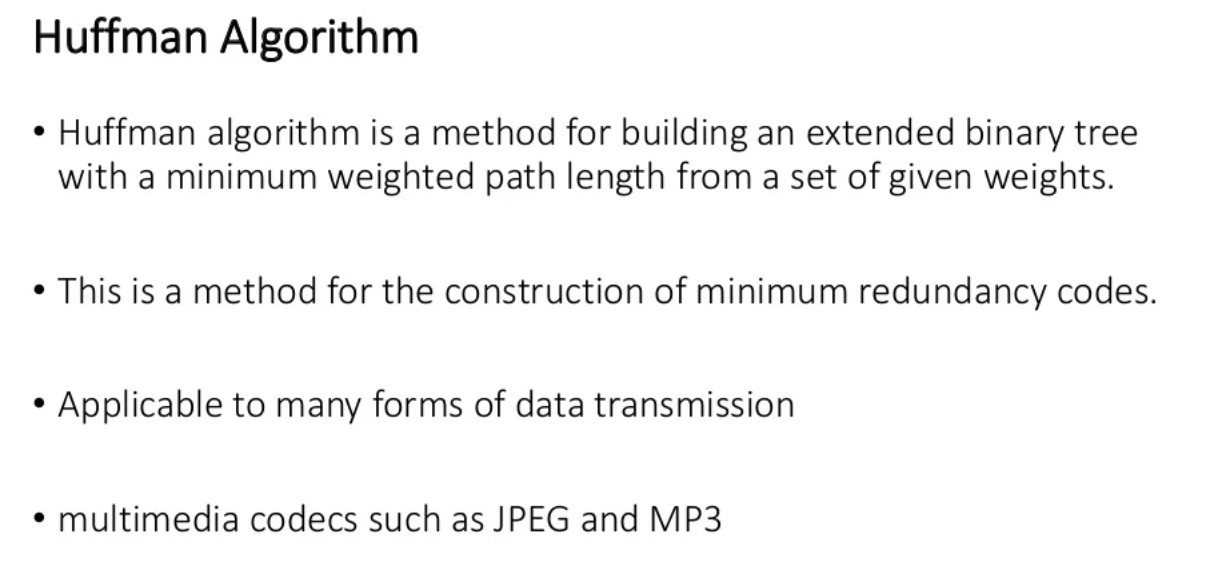 Huffman Algorithm
• Huffman algorithm is a method for building an extended binary tree
with a minimum weighted path length from a set of given weights.
• This is a method for the construction of minimum redundancy codes.
• Applicable to many forms of data transmission
• multimedia codecs such as JPEG and MP3